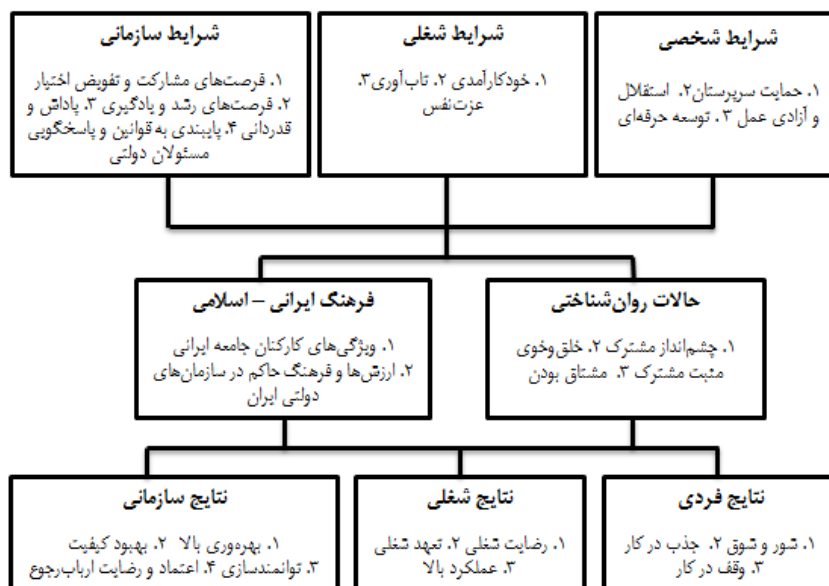 شرایط شخصی
۱. حمایت سرپرستان ۲. استقلال
و آزادی عمل ۳. توسعه حرفه‌ای
شرایط شغلی
۱. خودکارآمدی ۲. تاب‌آوری ۳.
عزت‌نفس
شرایط سازمانی
۱. فرصت‌های مشارکت و تفویض اختیار
۲. فرصت‌های رشد و یادگیری ۳. پاداش و
قدردانی ۴. پایبندی به قوانین و پاسخگویی
مسئولان دولتی
حالات روان‌شناختی
۱. چشم‌انداز مشترک ۲. خلق‌وخوی
مثبت مشترک ۳. مشتاق بودن
فرهنگ ایرانی – اسلامی
۱. ویژگی‌های کارکنان جامعه ایرانی
۲. ارزش‌ها و فرهنگ حاکم در سازمان‌های
دولتی ایران
نتایج فردی
۱. شور و شوق ۲. جذب در کار
۳. وقف در کار
نتایج شغلی
۱. رضایت شغلی ۲. تعهد شغلی
۳. عملکرد بالا
نتایج سازمانی
۱. بهره‌وری بالا ۲. بهبود کیفیت
۳. توانمندسازی ۴. اعتماد و رضایت ارباب‌رجوع